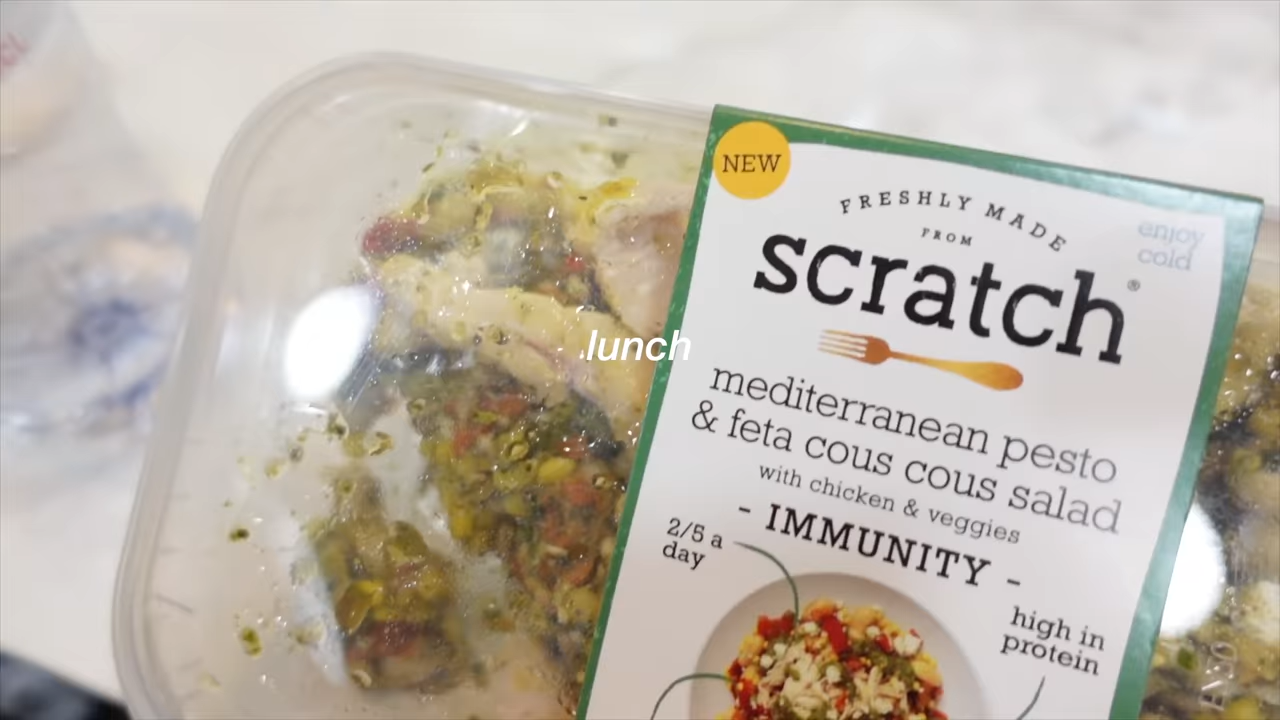 NEW
FRESHLY MADE
FROM
enjoy
cold
scratch®
lunch
mediterranean pesto
& feta cous cous salad
with chicken & veggies
- IMMUNITY -
2/5 a
day
high in
protein